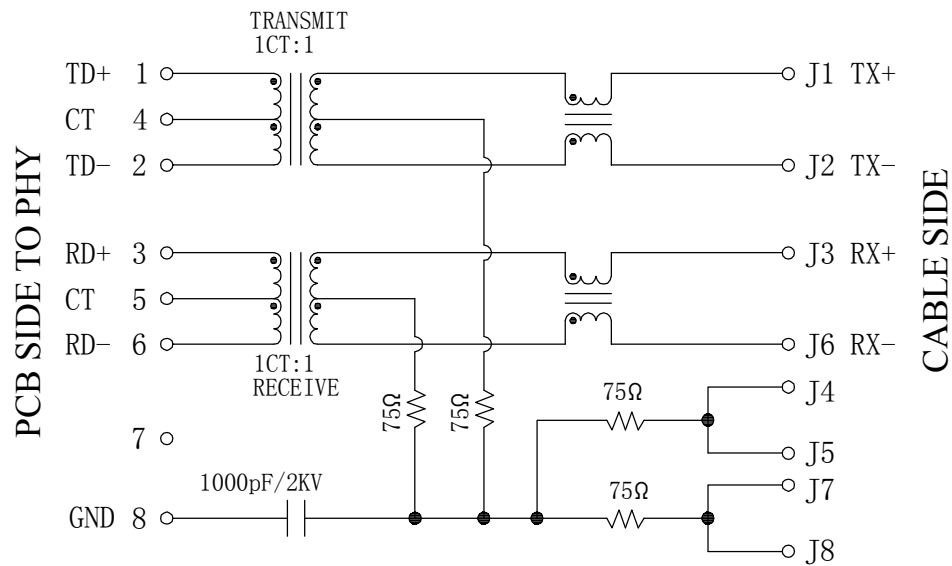 TRANSMIT
1CT:1
TD+ 1
J1 TX+
CT 4
TD- 2
J2 TX-
PCB SIDE TO PHY
CABLE SIDE
RD+ 3
J3 RX+
CT 5
RD- 6
J6 RX-
1CT:1
RECEIVE
75Ω
75Ω
75Ω
J4
7
J5
1000pF/2KV
75Ω
J7
GND 8
J8